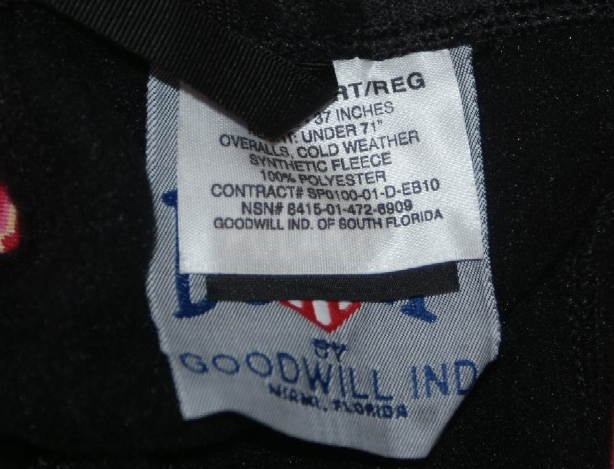 RT/REG
37 INCHES
UNDER 71"
OVERALLS, COLD WEATHER
SYNTHETIC FLEECE
100% POLYESTER
CONTRACT# SP0100-01-D-EB10
NSN# 8415-01-472-6909
GOODWILL IND. OF SOUTH FLORIDA
BY
GOODWILL IND
MIAMI, FLORIDA